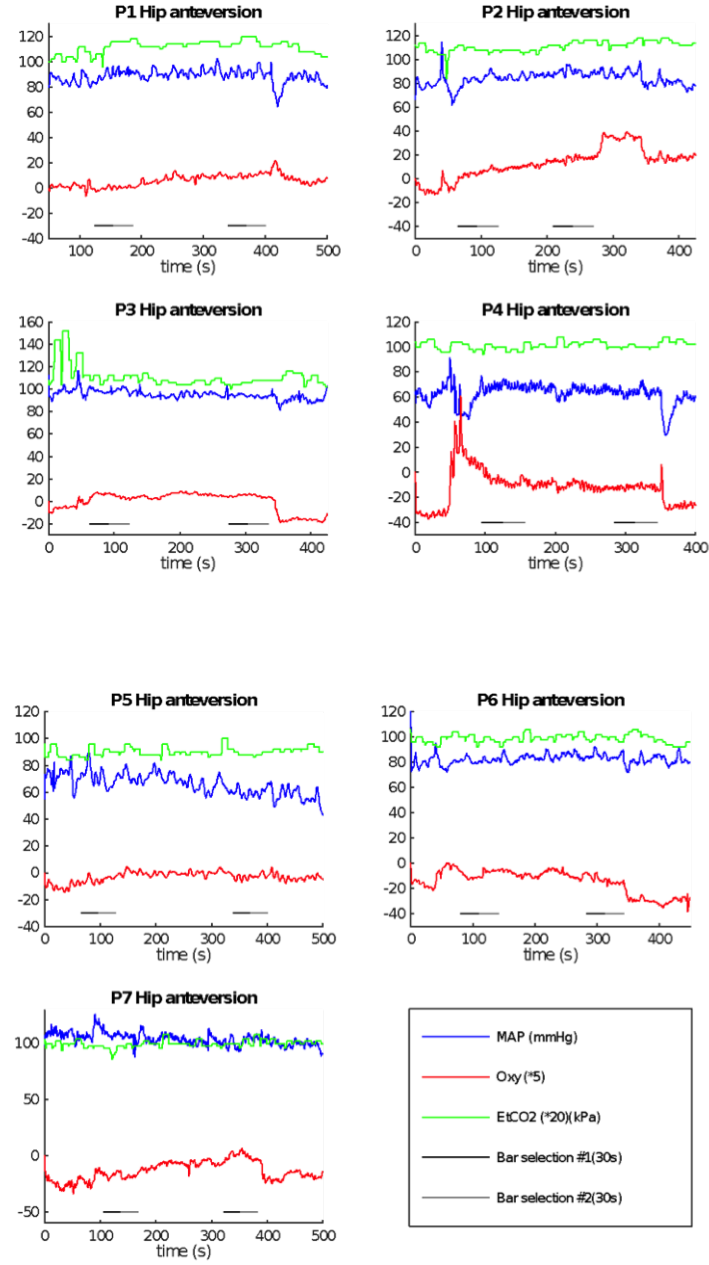 P1 Hip anteversion
120
100
80
60
40
20
0
-20
-40
100 200 300 400 500
time (s)
P2 Hip anteversion
120
100
80
60
40
20
0
-20
-40
0 100 200 300 400
time (s)
P3 Hip anteversion
160
140
120
100
80
60
40
20
0
-20
0 100 200 300 400
time (s)
P4 Hip anteversion
120
100
80
60
40
20
0
-20
-40
0 100 200 300 400
time (s)
P5 Hip anteversion
120
100
80
60
40
20
0
-20
-40
0 100 200 300 400 500
time (s)
P6 Hip anteversion
120
100
80
60
40
20
0
-20
-40
0 100 200 300 400
time (s)
P7 Hip anteversion
100
50
0
-50
0 100 200 300 400 500
time (s)
MAP (mmHg)
Oxy (*5)
EtCO2 (*20)(kPa)
Bar selection #1(30s)
Bar selection #2(30s)